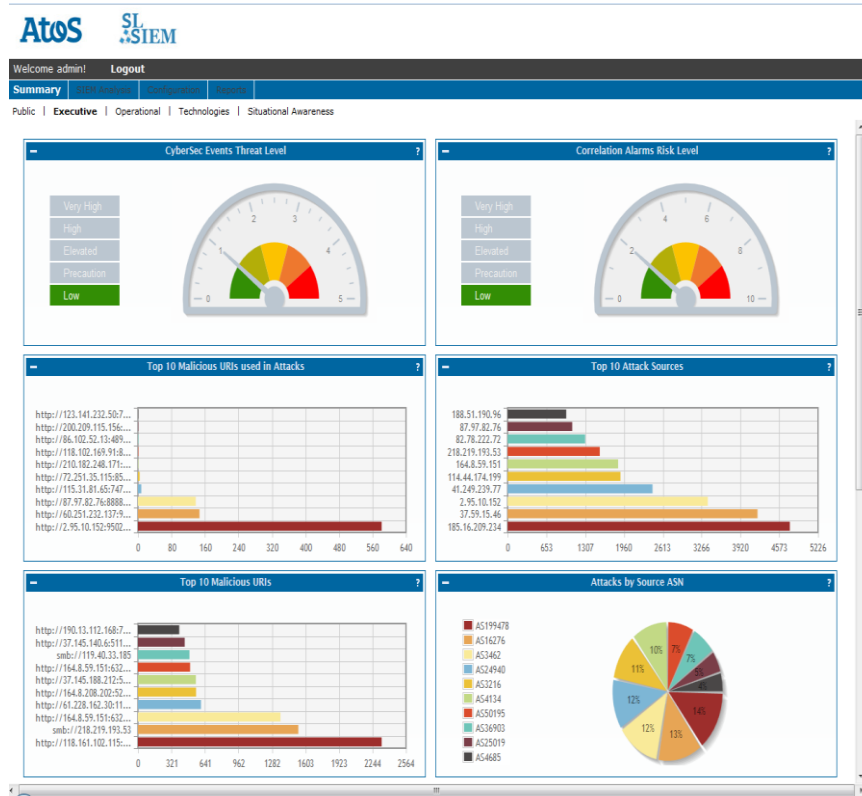 Atos
SL
SIEM
Welcome admin! Logout
Summary SIEM Analysis Configuration Reports
Public | Executive | Operational | Technologies | Situational Awareness
CyberSec Events Threat Level ?
Very High
High
Elevated
Precaution
Low
0 1 2 3 4 5
Correlation Alarms Risk Level ?
Very High
High
Elevated
Precaution
Low
0 2 4 6 8 10
Top 10 Malicious URIs used in Attacks ?
http://123.141.232.50:7...
http://200.209.115.156:...
http://86.102.52.13:489...
http://118.102.169.91:8...
http://210.182.248.171:...
http://72.251.35.115:85...
http://115.31.81.65:747...
http://87.97.82.76:8888...
http://60.251.232.137:9...
http://2.95.10.152:9502...
0 80 160 240 320 400 480 560 640
Top 10 Attack Sources ?
188.51.190.96
87.97.82.76
82.78.222.72
218.219.193.53
164.8.59.151
114.44.174.199
41.249.239.77
2.95.10.152
37.59.15.46
185.16.209.234
0 653 1307 1960 2613 3266 3920 4573 5226
Top 10 Malicious URIs ?
http://190.13.112.168:7...
http://37.145.140.6:511...
smb://119.40.33.185
http://164.8.59.151:632...
http://37.145.188.212:5...
http://164.8.208.202:52...
http://61.228.162.30:11...
http://164.8.59.151:632...
smb://218.219.193.53
http://118.161.102.115:...
0 321 641 962 1282 1603 1923 2244 2564
Attacks by Source ASN ?
AS199478
AS16276
AS3462
AS24940
AS3216
AS4134
AS50195
AS36903
AS25019
AS4685
10% 7%
7%
11%
5%
4%
12%
14%
12%
13%